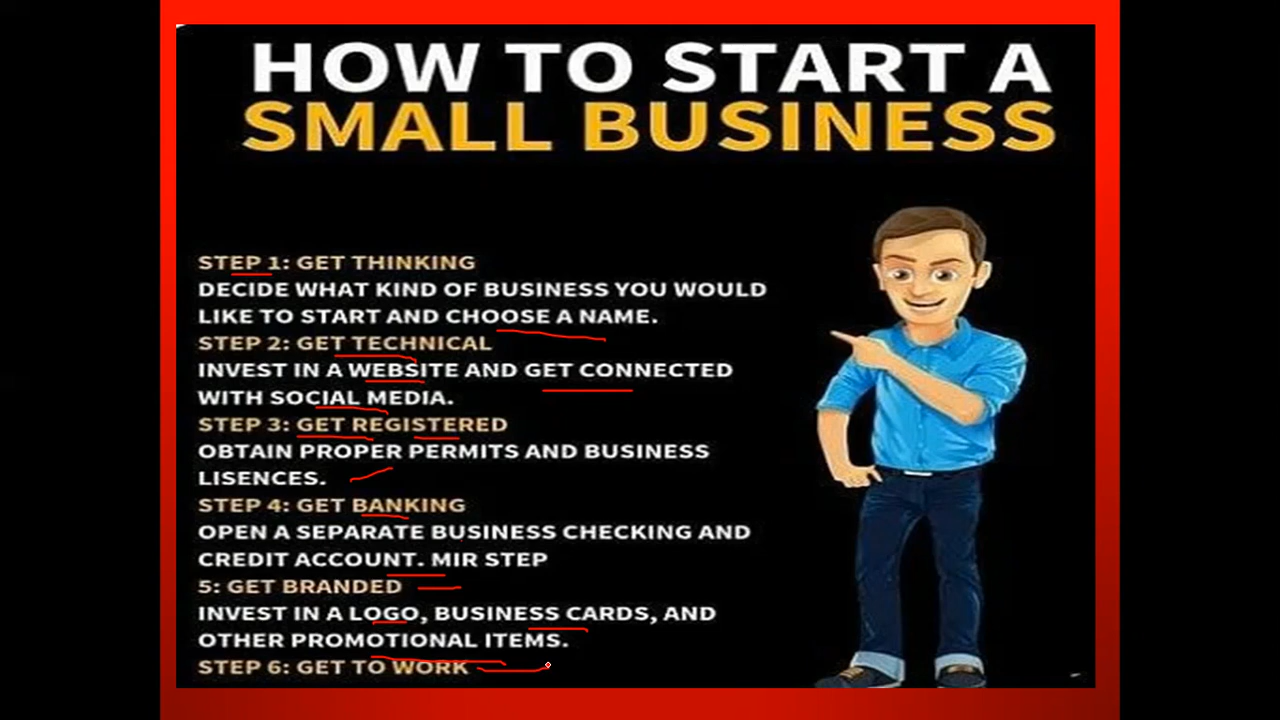 HOW TO START A
SMALL BUSINESS
STEP 1: GET THINKING
DECIDE WHAT KIND OF BUSINESS YOU WOULD
LIKE TO START AND CHOOSE A NAME.
STEP 2: GET TECHNICAL
INVEST IN A WEBSITE AND GET CONNECTED
WITH SOCIAL MEDIA.
STEP 3: GET REGISTERED
OBTAIN PROPER PERMITS AND BUSINESS
LISENCES.
STEP 4: GET BANKING
OPEN A SEPARATE BUSINESS CHECKING AND
CREDIT ACCOUNT. MIR STEP
5: GET BRANDED
INVEST IN A LOGO, BUSINESS CARDS, AND
OTHER PROMOTIONAL ITEMS.
STEP 6: GET TO WORK